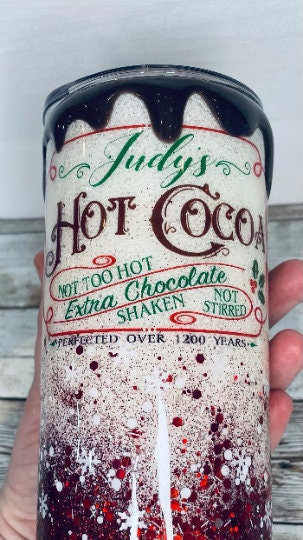 Judy's
HOT COCOA
NOT TOO HOT
Extra Chocolate
SHAKEN NOT STIRRED
PERFECTED OVER 1200 YEARS